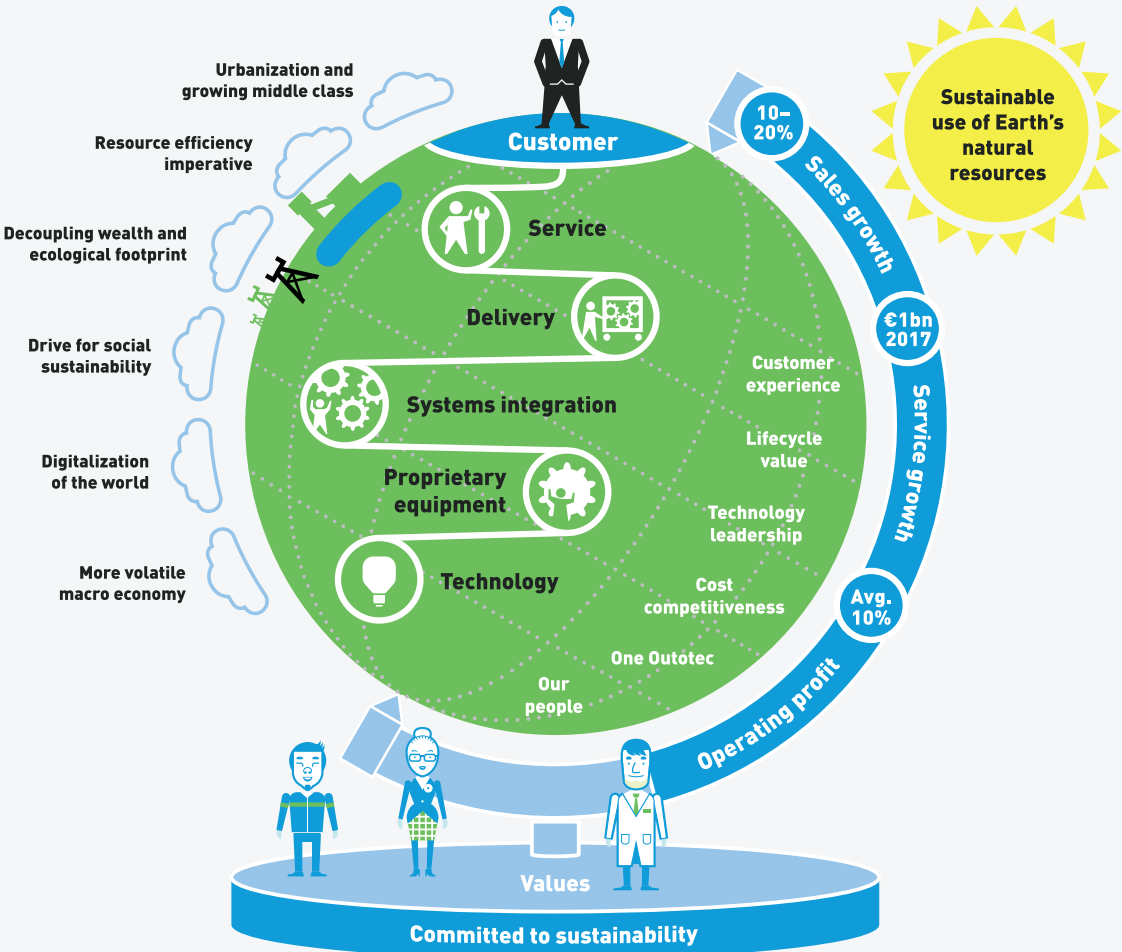 Urbanization and
growing middle class
Resource efficiency
imperative
Decoupling wealth and
ecological footprint
Drive for social
sustainability
Digitalization
of the world
More volatile
macro economy
Customer
Service
Delivery
Systems integration
Proprietary
equipment
Technology
Customer
experience
Lifecycle
value
Technology
leadership
Cost
competitiveness
One Outotec
Our
people
10–
20%
Sales growth
€1bn
2017
Service growth
Avg.
10%
Operating profit
Sustainable
use of Earth's
natural
resources
Values
Committed to sustainability